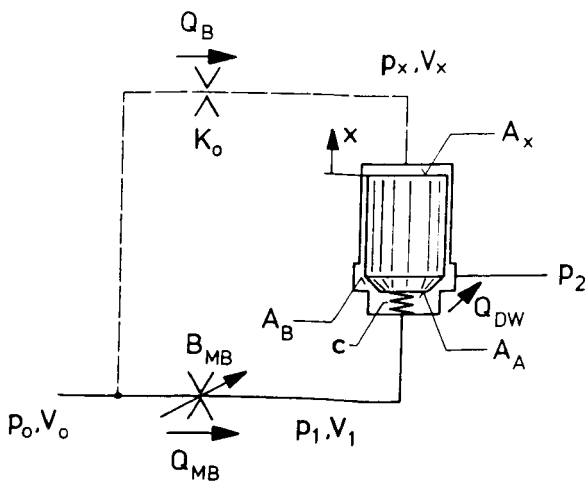 Q_B
p_x, V_x
K_o
x
A_x
p_2
A_B
Q_DW
c
A_A
B_MB
p_o, V_o
p_1, V_1
Q_MB